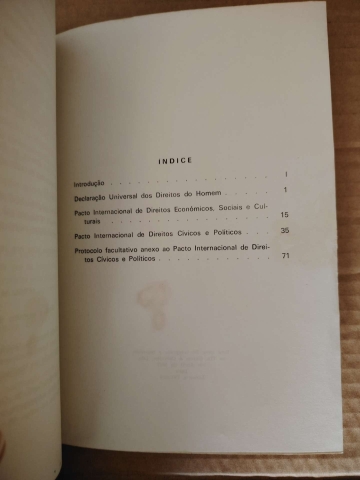 INDICE
Introdução . . . . . . . . . . . . . . I
Declaração Universal dos Direitos do Homem . . . . . 1
Pacto Internacional de Direitos Económicos, Sociais e Cul-
turais . . . . . . . . . . . . . . 15
Pacto Internacional de Direitos Cívicos e Políticos . . . 35
Protocolo facultativo anexo ao Pacto Internacional de Direi-
tos Cívicos e Políticos . . . . . . . . . . 71